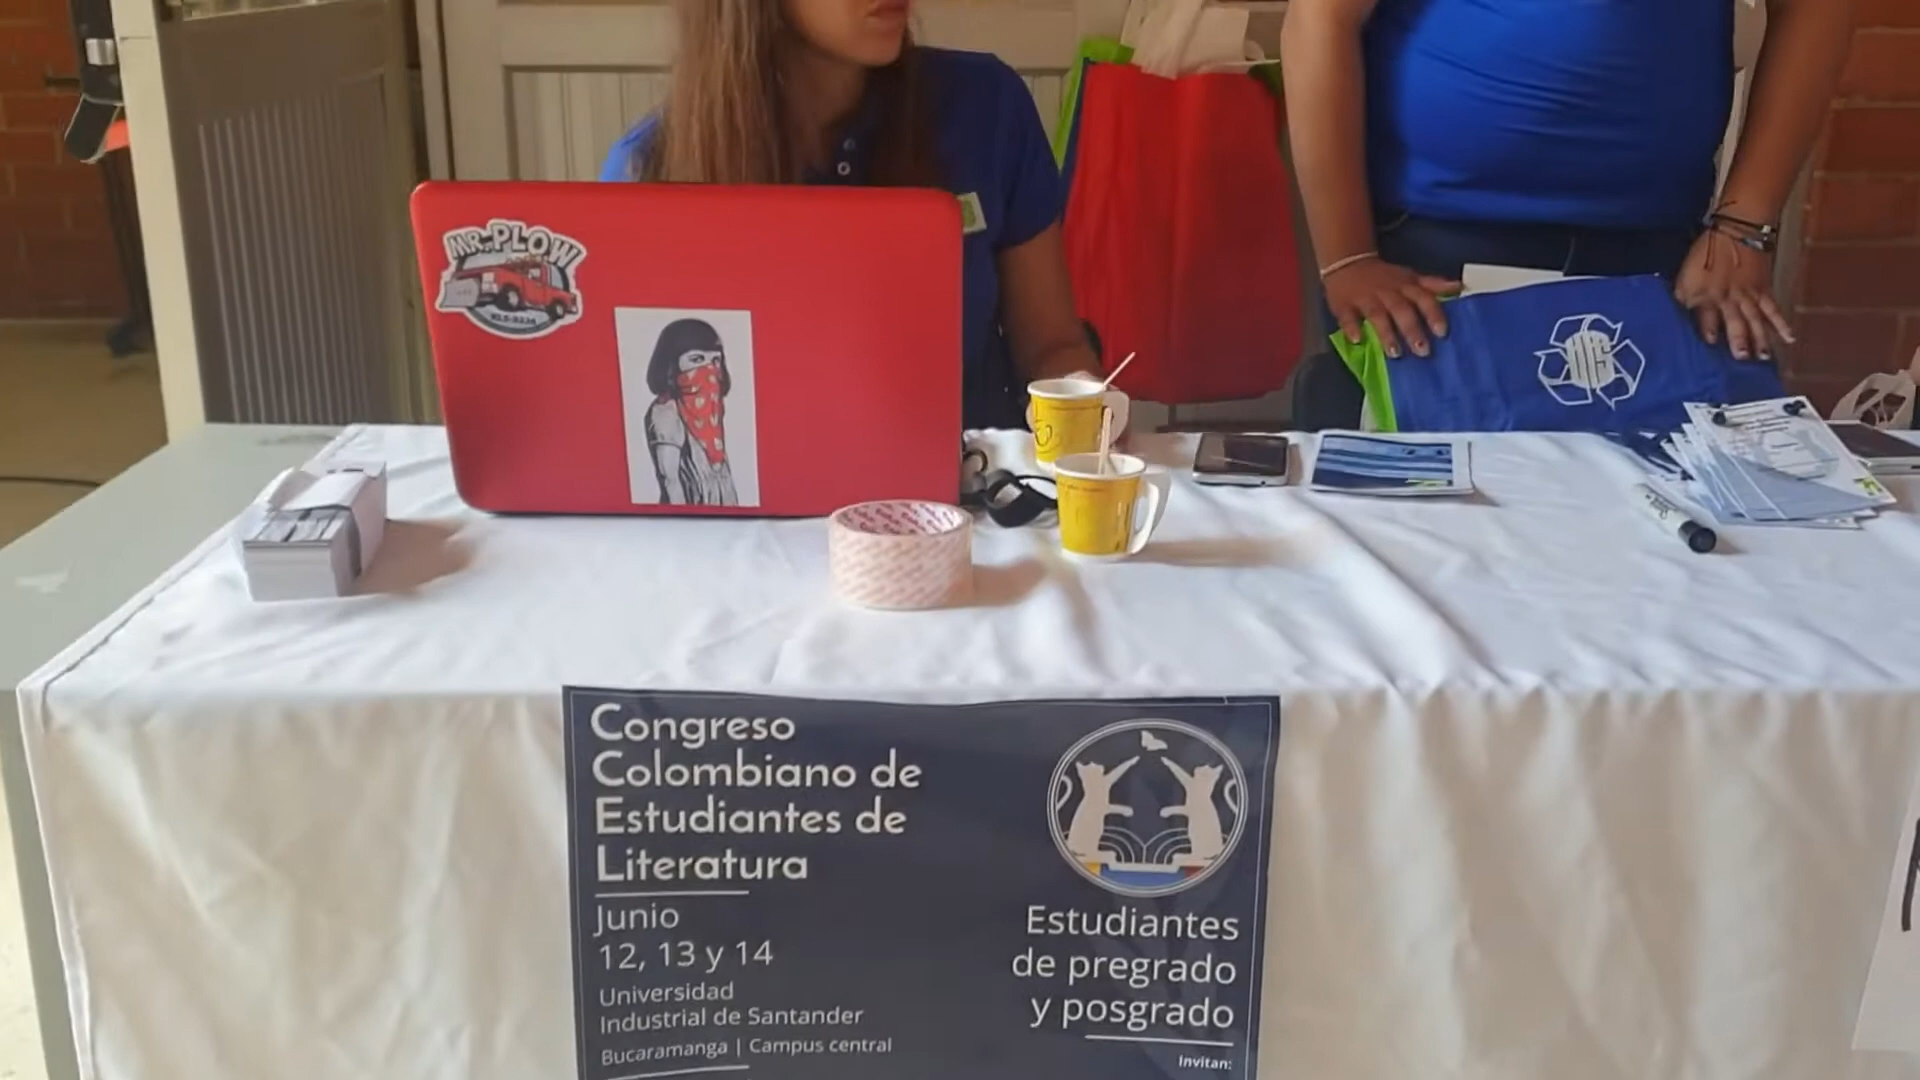 MR. PLOW
UIS
Congreso
Colombiano de
Estudiantes de
Literatura
Junio
12, 13 y 14
Universidad
Industrial de Santander
Bucaramanga | Campus central
Estudiantes
de pregrado
y posgrado
Invitan: